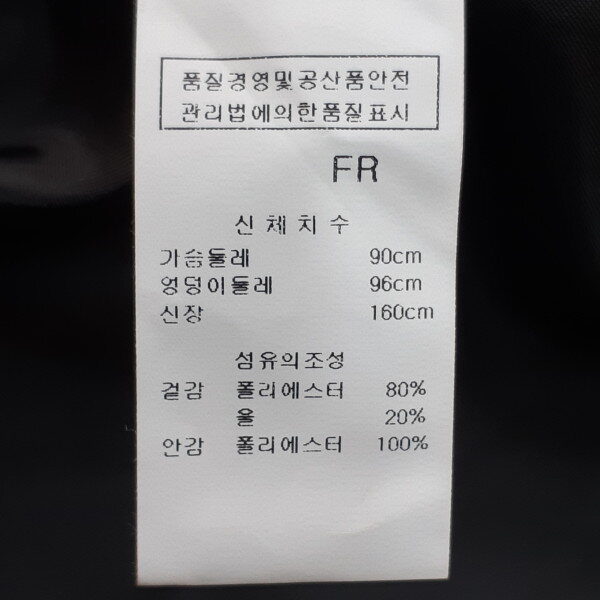 품질경영및공산품안전
관리법에의한품질표시
FR
신체치수
가슴둘레 90cm
엉덩이둘레 96cm
신장 160cm
섬유의조성
겉감 폴리에스터 80%
울 20%
안감 폴리에스터 100%